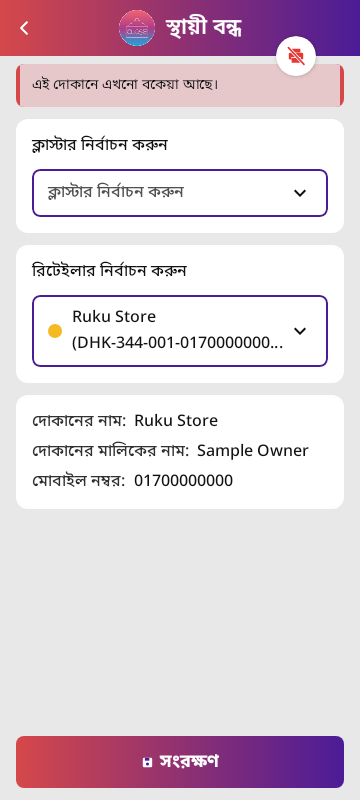 স্থায়ী বন্ধ
এই দোকানে এখনো বকেয়া আছে।
ক্লাস্টার নির্বাচন করুন
ক্লাস্টার নির্বাচন করুন
রিটেইলার নির্বাচন করুন
Ruku Store
(DHK-344-001-0170000000...
দোকানের নাম: Ruku Store
দোকানের মালিকের নাম: Sample Owner
মোবাইল নম্বর: 01700000000
সংরক্ষণ